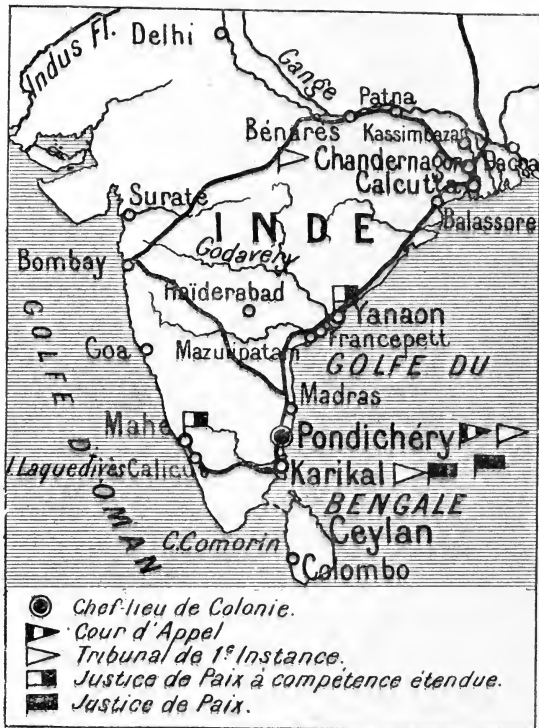 Indus Fl.
Delhi
Gange
Patna
Bénarès
Kassimbazar
Chandernagor
Dacca
Calcutta
Surate
INDE
Balassore
Godavery
Bombay
Haïderabad
Yanaon
Francepett
Goa
Mazulipatam
GOLFE DU
BENGALE
Madras
Mahé
Pondichéry
I. Laquedives
Calicut
Karikal
GOLFE D'OMAN
C. Comorin
Ceylan
Colombo
Chef-lieu de Colonie.
Cour d'Appel
Tribunal de 1e Instance.
Justice de Paix à compétence étendue.
Justice de Paix.